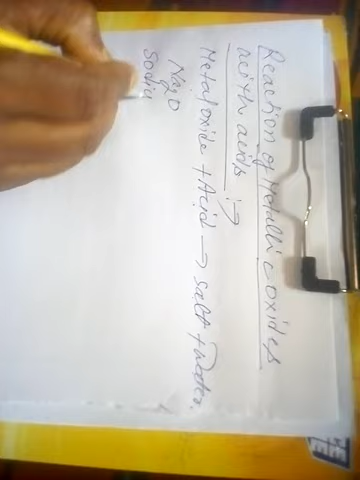 Reaction of Metallic oxides
with acids :->
Metal oxide + Acid -> salt + water.
Na2O
Sodiu